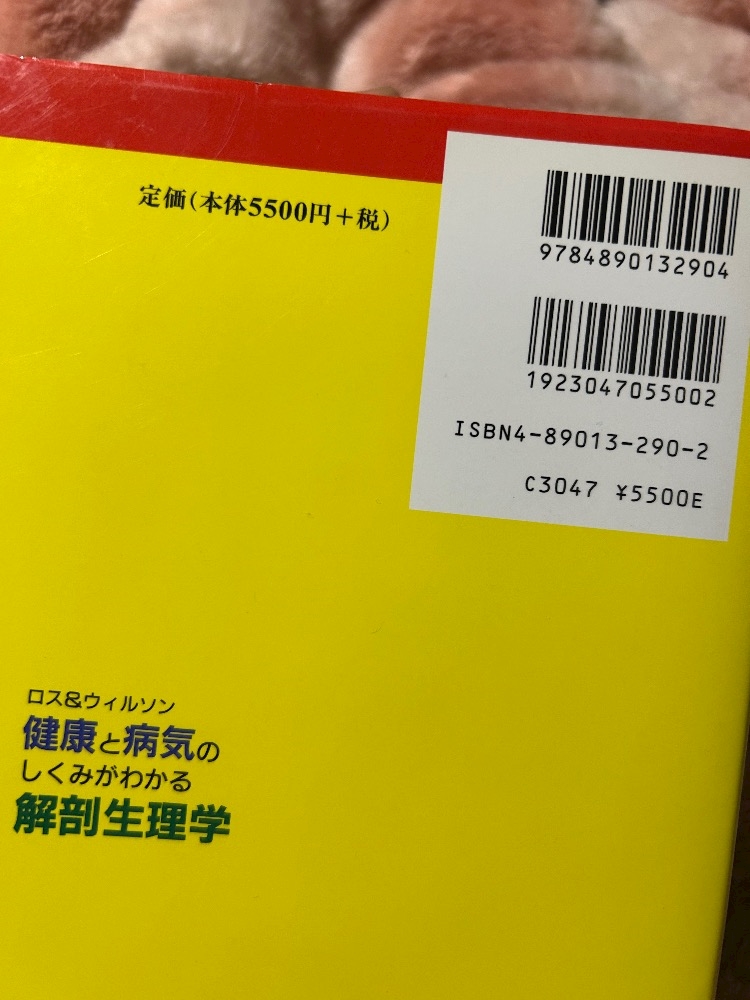 定価(本体5500円+税)
9784890132904
1923047055002
ISBN4-89013-290-2
C3047 ¥5500E
ロス&ウィルソン
健康と病気の
しくみがわかる
解剖生理学